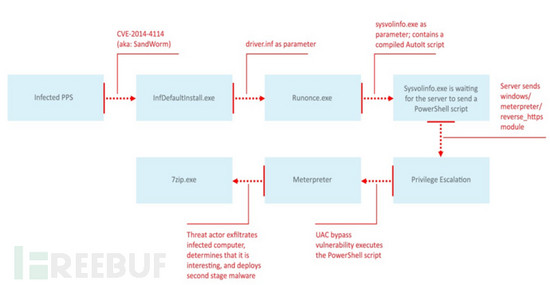 CVE-2014-4114
(aka: SandWorm)
driver.inf as parameter
sysvolinfo.exe as
parameter; contains a
compiled AutoIt script
Infected PPS
InfDefaultInstall.exe
Runonce.exe
Sysvolinfo.exe is waiting
for the server to send a
PowerShell script
Server sends
windows/
meterpreter/
reverse_https
module
7zip.exe
Meterpreter
Privilege Escalation
Threat actor exfiltrates
infected computer,
determines that it is
interesting, and deploys
second stage malware
UAC bypass
vulnerability executes
the PowerShell script
FREEBUF